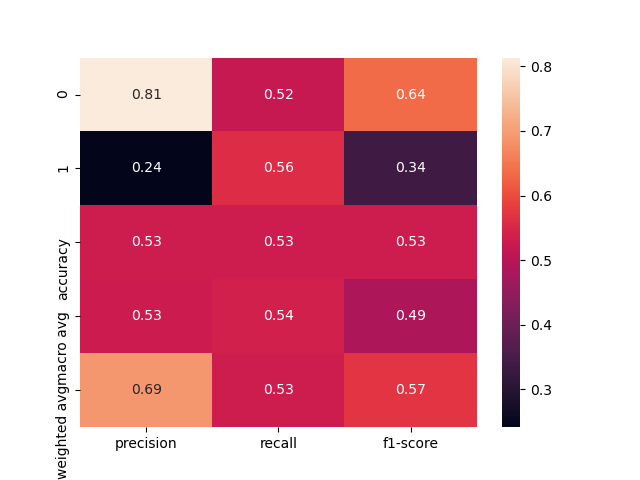 0 0.81 0.52 0.64
1 0.24 0.56 0.34
accuracy 0.53 0.53 0.53
macro avg 0.53 0.54 0.49
weighted avg 0.69 0.53 0.57
precision recall f1-score
0.8
0.7
0.6
0.5
0.4
0.3